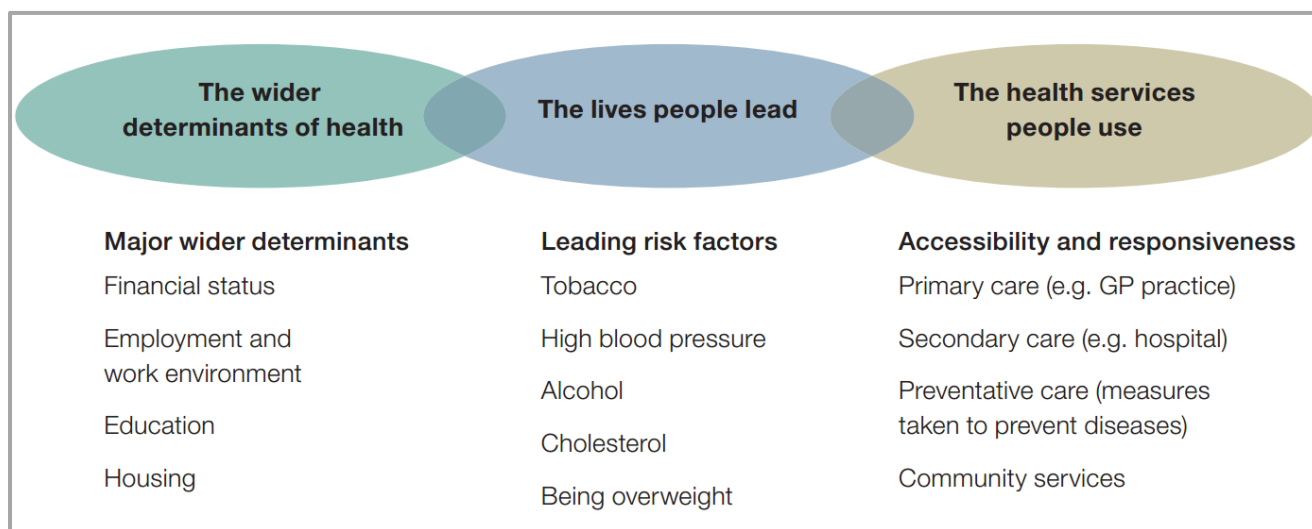 The wider
determinants of health
The lives people lead
The health services
people use
Major wider determinants
Financial status
Employment and
work environment
Education
Housing
Leading risk factors
Tobacco
High blood pressure
Alcohol
Cholesterol
Being overweight
Accessibility and responsiveness
Primary care (e.g. GP practice)
Secondary care (e.g. hospital)
Preventative care (measures
taken to prevent diseases)
Community services